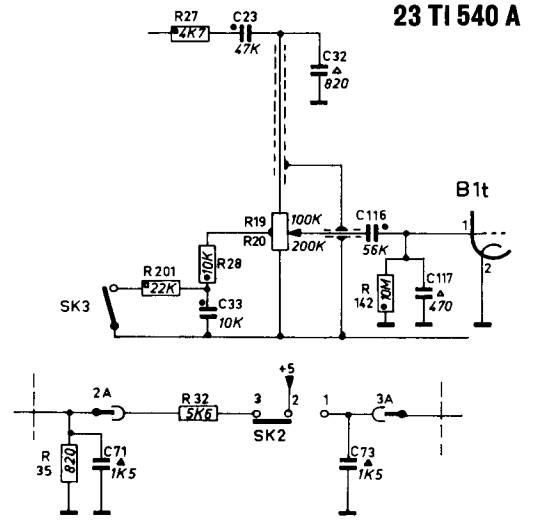 23 TI 540 A
R27
4K7
C23
47K
C32
820
B1t
R19
100K
R20
200K
C116
56K
1
2
R28
10K
R201
22K
C33
10K
SK3
R
142
10M
C117
470
+5
2A
R32
5K6
3
2
1
3A
SK2
R
35
820
C71
1K5
C73
1K5